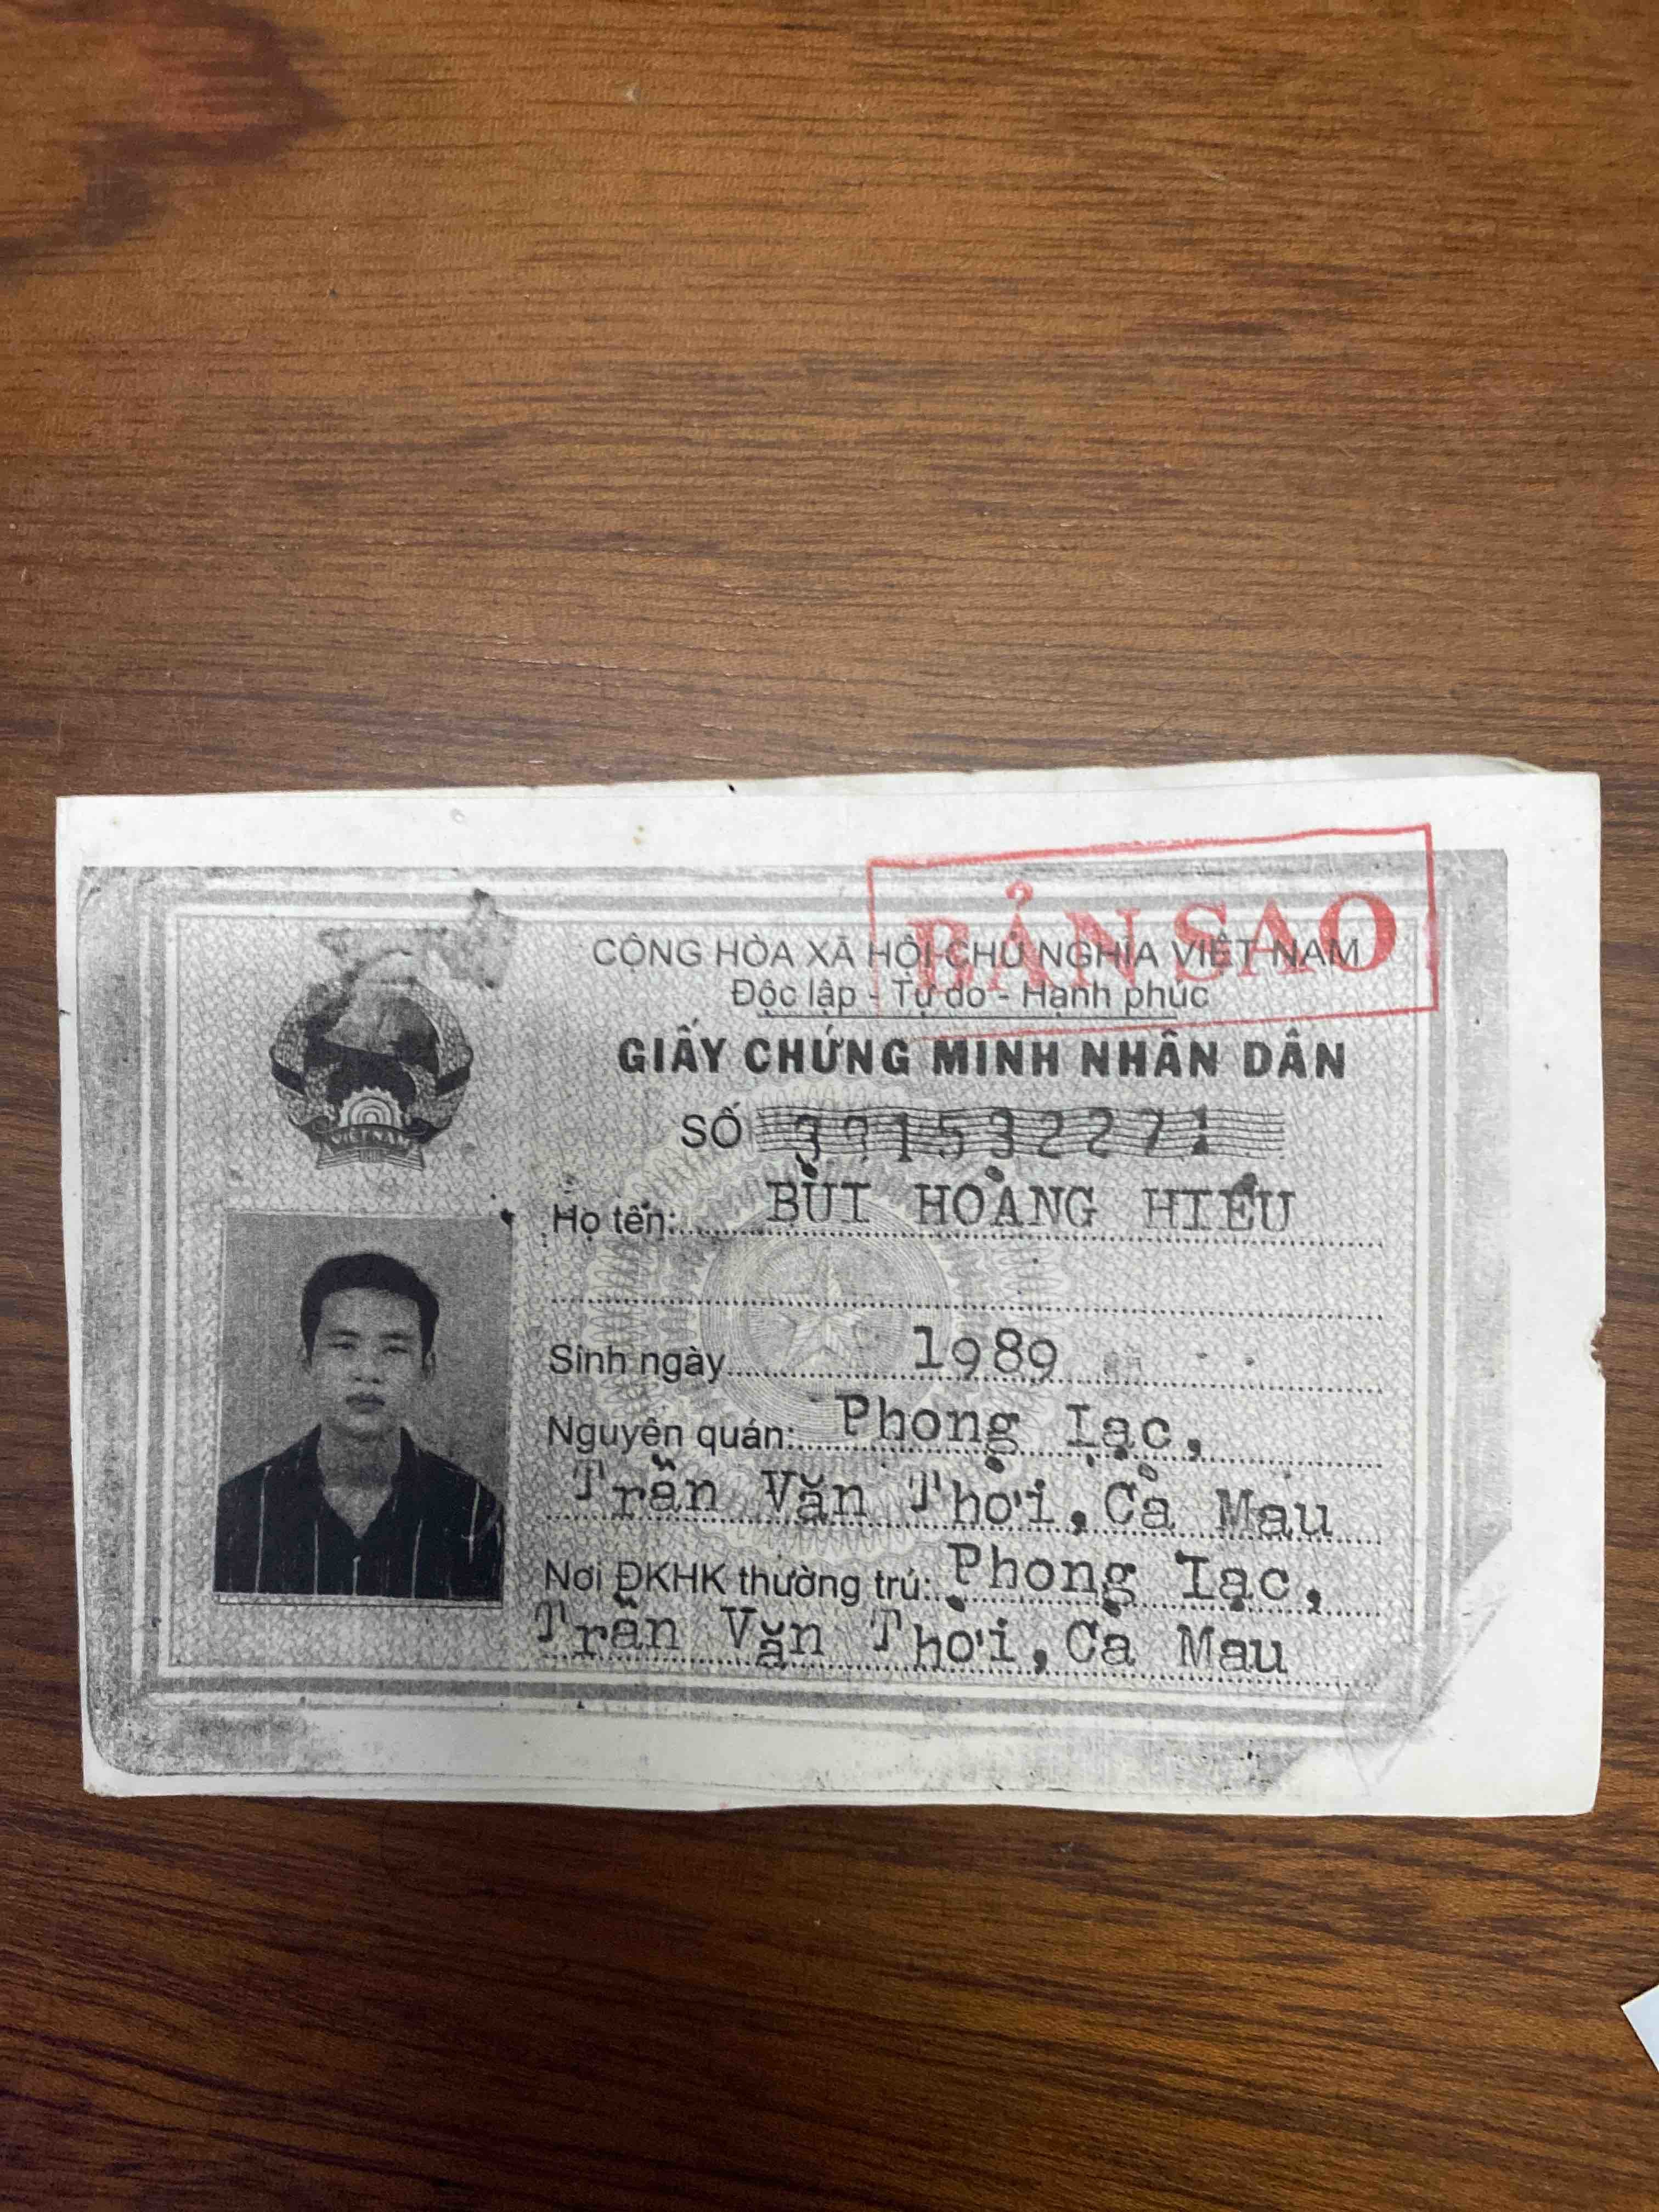 BẢN SAO
CỘNG HÒA XÃ HỘI CHỦ NGHĨA VIỆT NAM
Độc lập - Tự do - Hạnh phúc
GIẤY CHỨNG MINH NHÂN DÂN
SỐ
VIỆT NAM
Họ tên: BÙI HOÀNG HIẾU
Sinh ngày 1989
Nguyên quán: Phong Lạc,
Trần Văn Thời, Cà Mau
Nơi ĐKHK thường trú: Phong Lạc,
Trần Văn Thời, Cà Mau